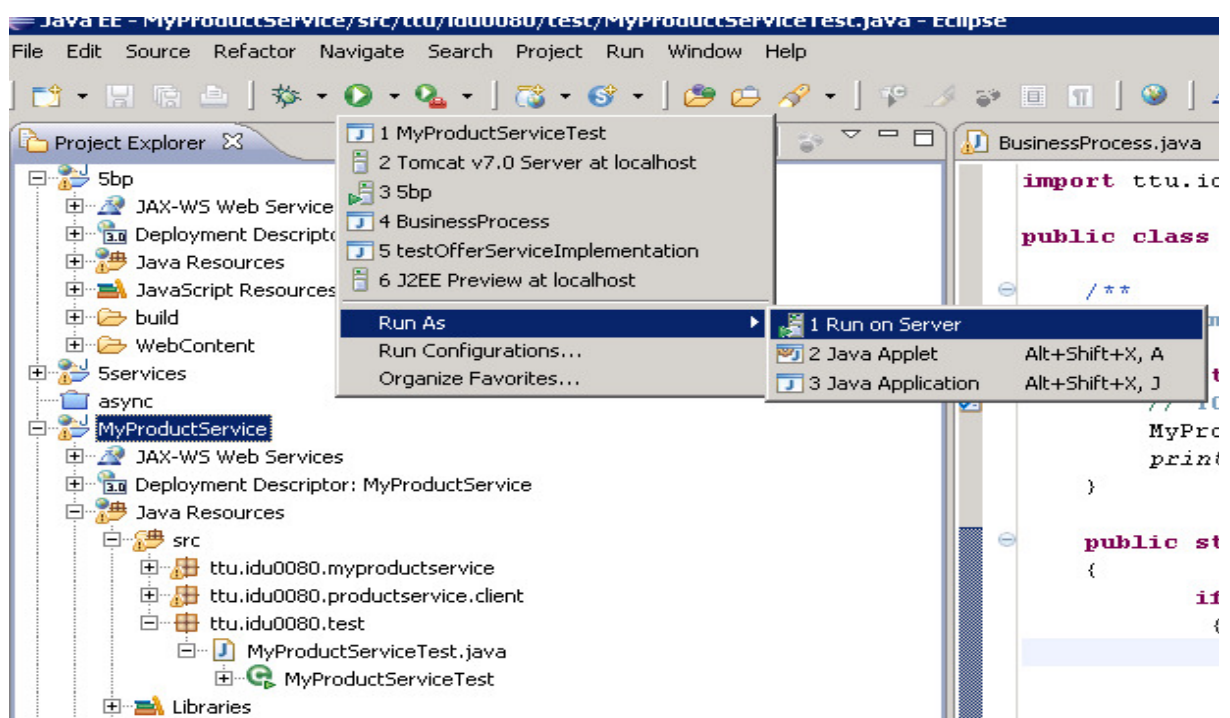 Java EE - MyProductService/src/ttu/idu0080/test/MyProductServiceTest.java - Eclipse
File Edit Source Refactor Navigate Search Project Run Window Help
Project Explorer
BusinessProcess.java
1 MyProductServiceTest
2 Tomcat v7.0 Server at localhost
3 5bp
4 BusinessProcess
5 testOfferServiceImplementation
6 J2EE Preview at localhost
Run As
Run Configurations...
Organize Favorites...
1 Run on Server
2 Java Applet Alt+Shift+X, A
3 Java Application Alt+Shift+X, J
5bp
JAX-WS Web Service
Deployment Descripto
Java Resources
JavaScript Resources
build
WebContent
5services
async
MyProductService
JAX-WS Web Services
3.0 Deployment Descriptor: MyProductService
Java Resources
src
ttu.idu0080.myproductservice
ttu.idu0080.productservice.client
ttu.idu0080.test
MyProductServiceTest.java
MyProductServiceTest
Libraries
import ttu.id
public class
/**
MyPro
print
}
public st
{
if
{